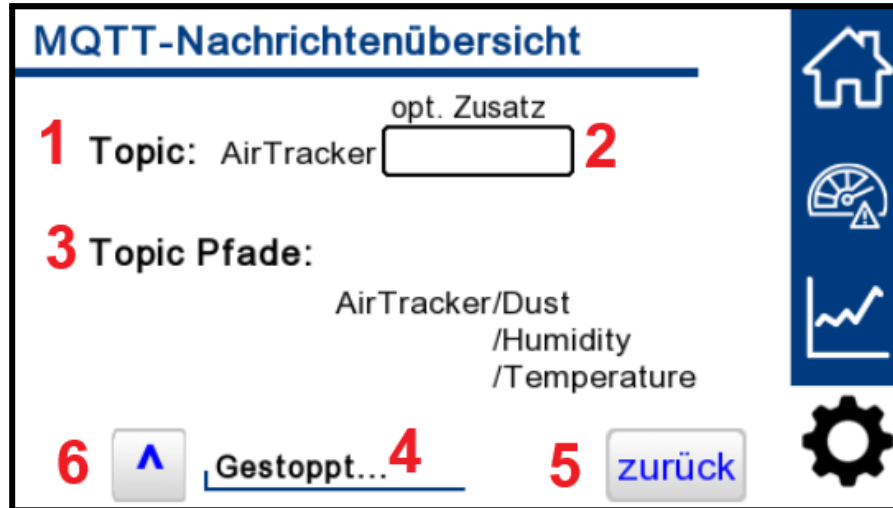 MQTT-Nachrichtenübersicht
opt. Zusatz
1 Topic: AirTracker 2
3 Topic Pfade:
AirTracker/Dust
/Humidity
/Temperature
6 ^ Gestoppt... 4 5 zurück